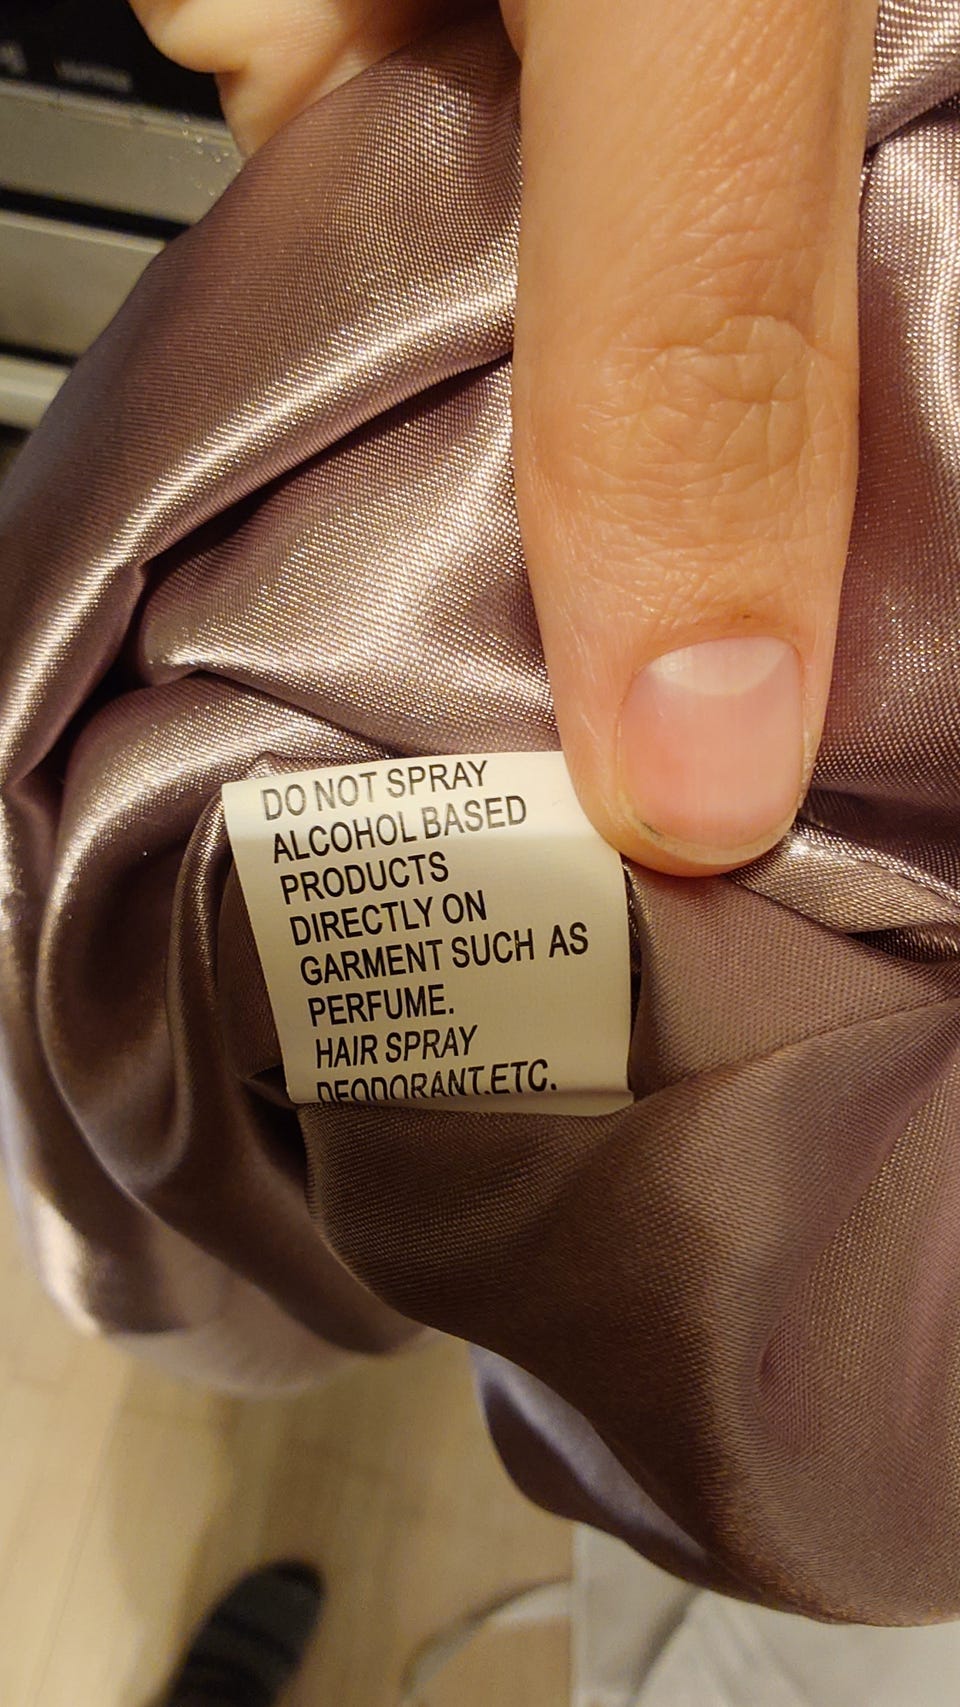 DO NOT SPRAY
ALCOHOL BASED
PRODUCTS
DIRECTLY ON
GARMENT SUCH AS
PERFUME.
HAIR SPRAY
DEODORANT,ETC.